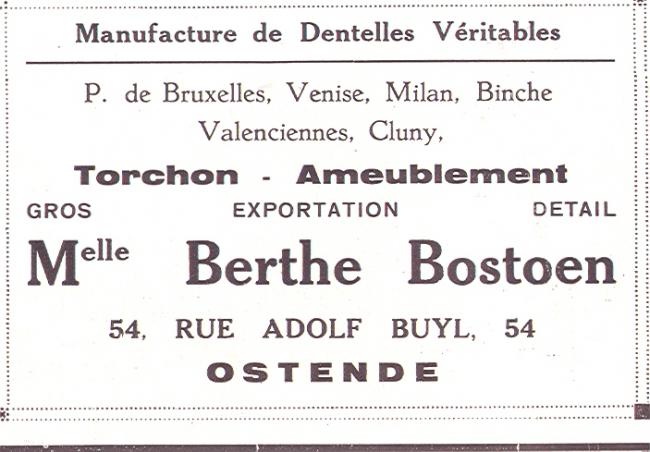 Manufacture de Dentelles Véritables
P. de Bruxelles, Venise, Milan, Binche
Valenciennes, Cluny,
Torchon - Ameublement
GROS EXPORTATION DETAIL
Melle Berthe Bostoen
54, RUE ADOLF BUYL, 54
OSTENDE